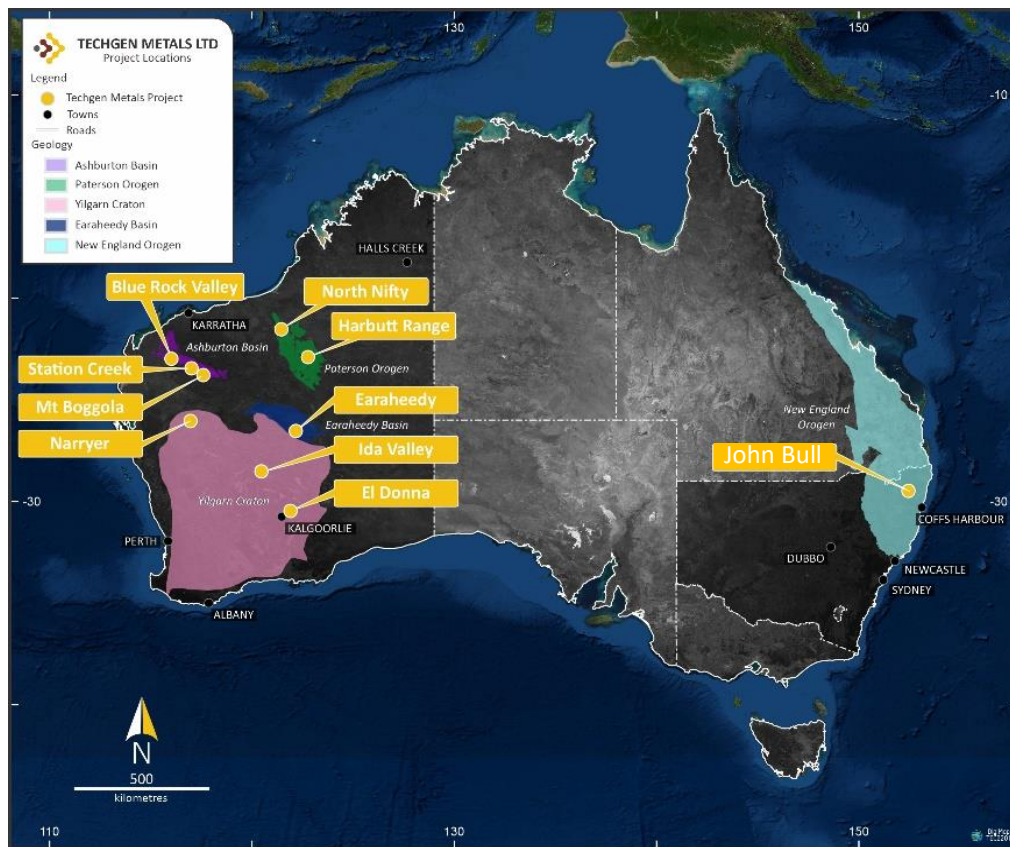 130
150
TECHGEN METALS LTD
Project Locations
Legend
Techgen Metals Project
Towns
Roads
Geology
Ashburton Basin
Paterson Orogen
Yilgarn Craton
Earaheedy Basin
New England Orogen
-10
HALLS CREEK
Blue Rock Valley
North Nifty
KARRATHA
Harbutt Range
Ashburton Basin
Station Creek
Paterson Orogen
Mt Boggola
Earaheedy
Narryer
Earaheedy Basin
New England
Orogen
Ida Valley
John Bull
El Donna
Yilgarn Craton
-30
-30
KALGOORLIE
COFFS HARBOUR
PERTH
DUBBO
NEWCASTLE
SYDNEY
ALBANY
N
500
kilometres
110
130
150